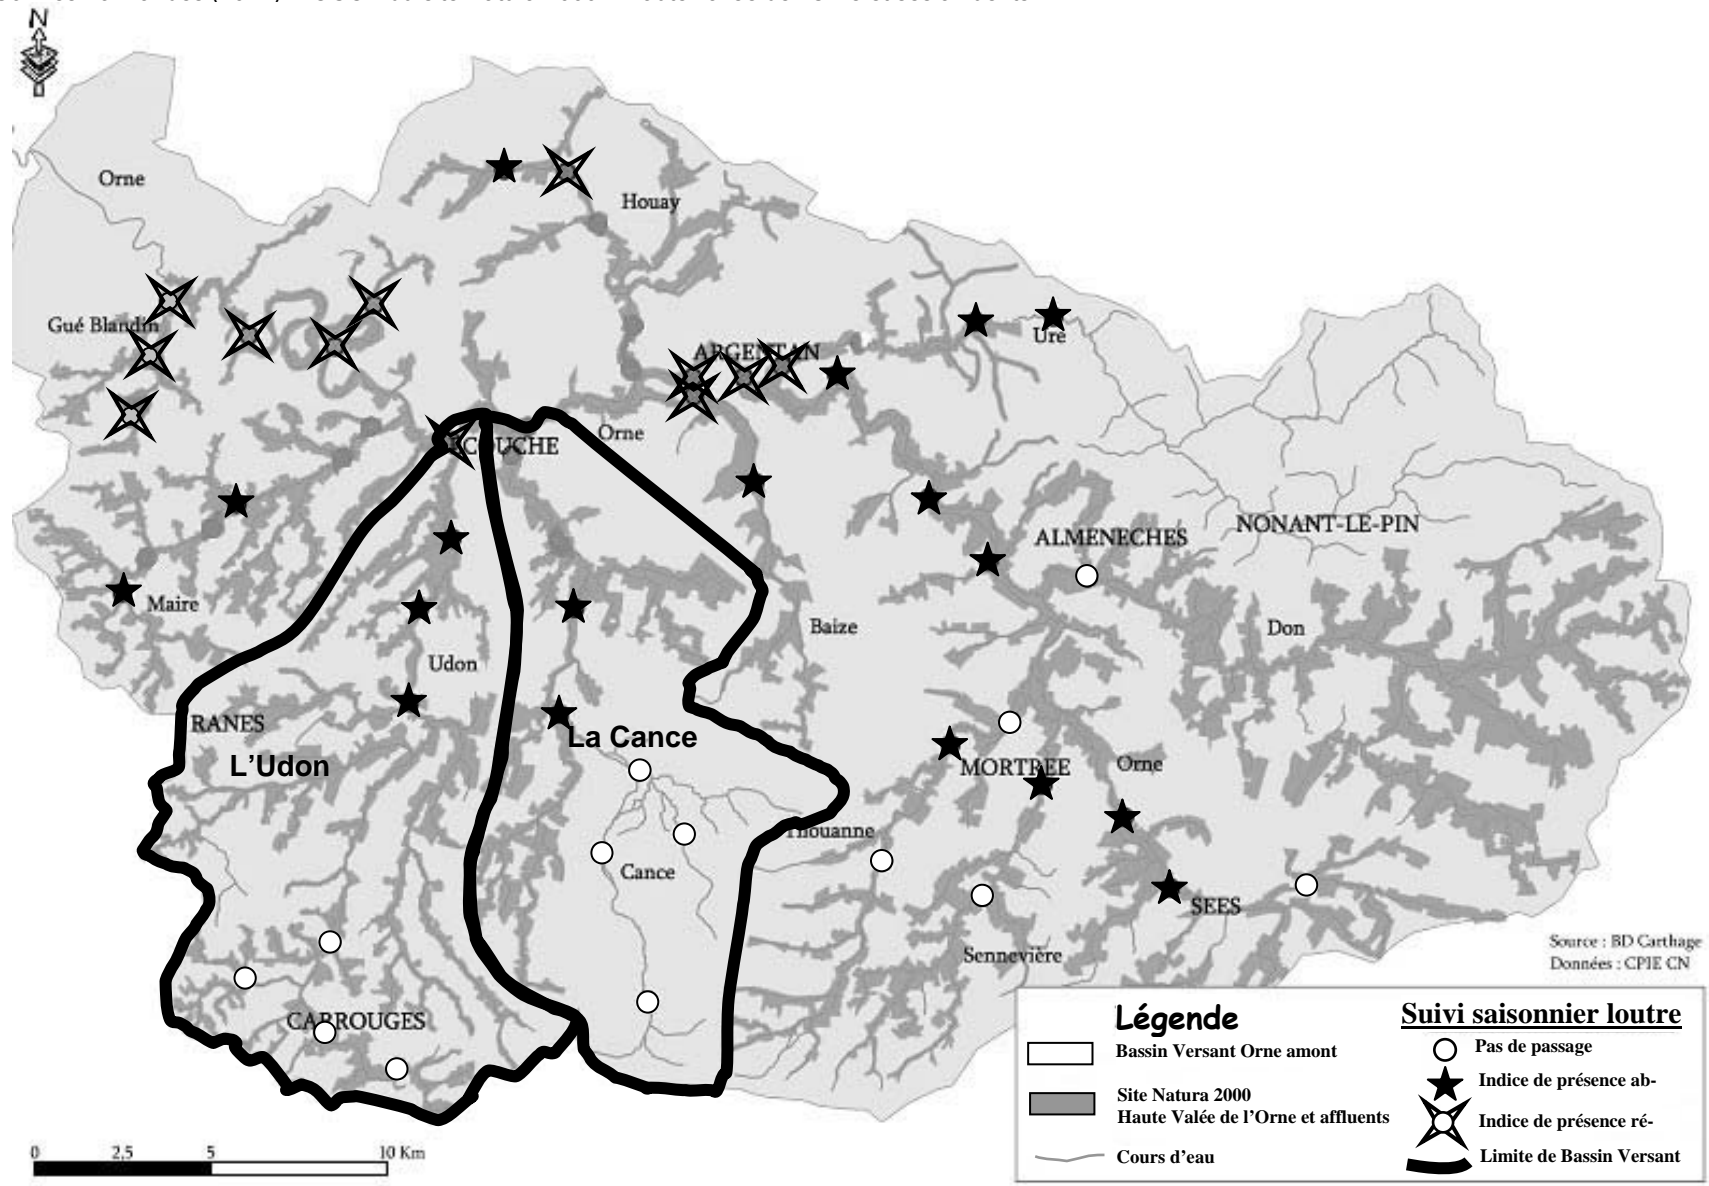 N
Orne
Houay
Gué Blandin
ARGENTAN
Ure
ECOUCHE
Orne
ALMENECHES
NONANT-LE-PIN
Maire
Baize
Don
Udon
RANES
La Cance
L'Udon
MORTREE
Orne
Thouanne
Cance
SEES
Sennevière
CARROUGES
Source : BD Carthage
Données : CPIE CN
Légende
Bassin Versant Orne amont
Site Natura 2000
Haute Valée de l'Orne et affluents
Cours d'eau
Suivi saisonnier loutre
Pas de passage
Indice de présence ab-
Indice de présence ré-
Limite de Bassin Versant
0 2,5 5 10 Km